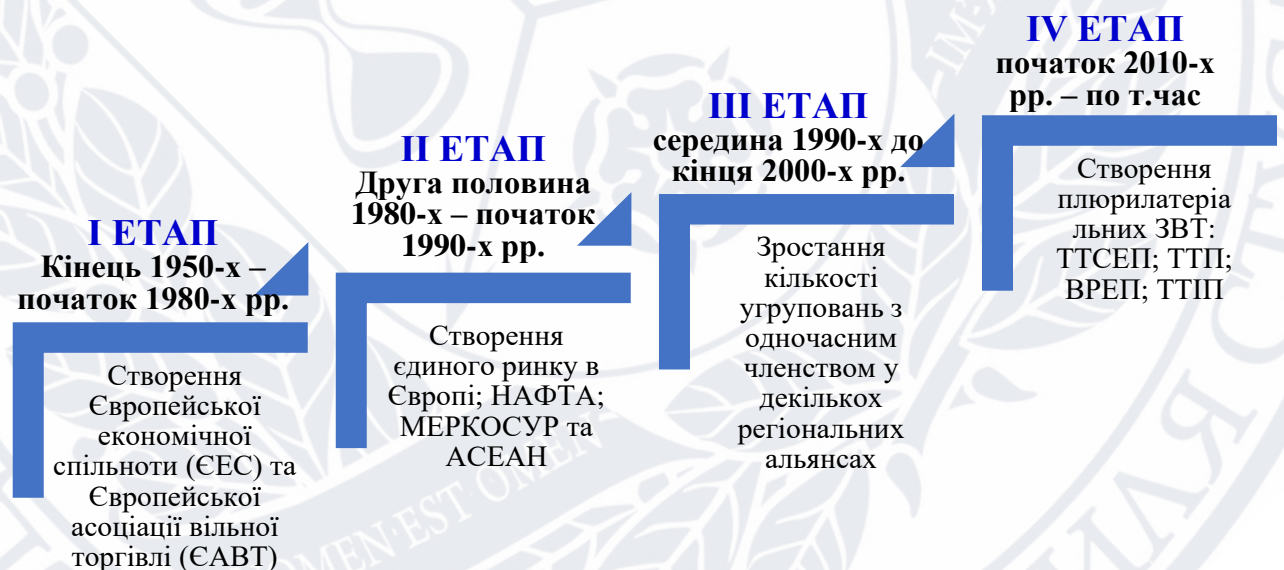 I ЕТАП
Кінець 1950-х –
початок 1980-х рр.
Створення
Європейської
економічної
спільноти (ЄЕС) та
Європейської
асоціації вільної
торгівлі (ЄАВТ)
II ЕТАП
Друга половина
1980-х – початок
1990-х рр.
Створення
єдиного ринку в
Європі; НАФТА;
МЕРКОСУР та
АСЕАН
III ЕТАП
середина 1990-х до
кінця 2000-х рр.
Зростання
кількості
угруповань з
одночасним
членством у
декількох
регіональних
альянсах
IV ЕТАП
початок 2010-х
рр. – по т.час
Створення
плюрилатеріа
льних ЗВТ:
ТТСЕП; ТТП;
ВРЕП; ТТІП
OMEN·EST·OMEN